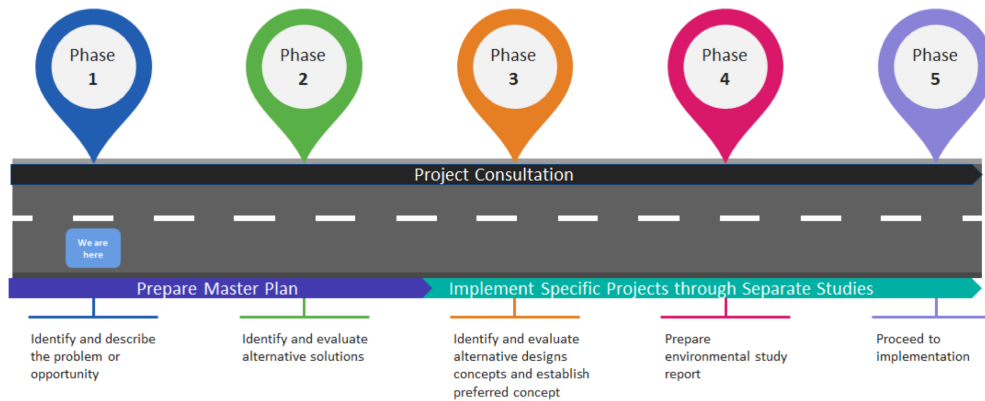 Phase
1
Phase
2
Phase
3
Phase
4
Phase
5
Project Consultation
We are
here
Prepare Master Plan
Implement Specific Projects through Separate Studies
Identify and describe
the problem or
opportunity
Identify and evaluate
alternative solutions
Identify and evaluate
alternative designs
concepts and establish
preferred concept
Prepare
environmental study
report
Proceed to
implementation